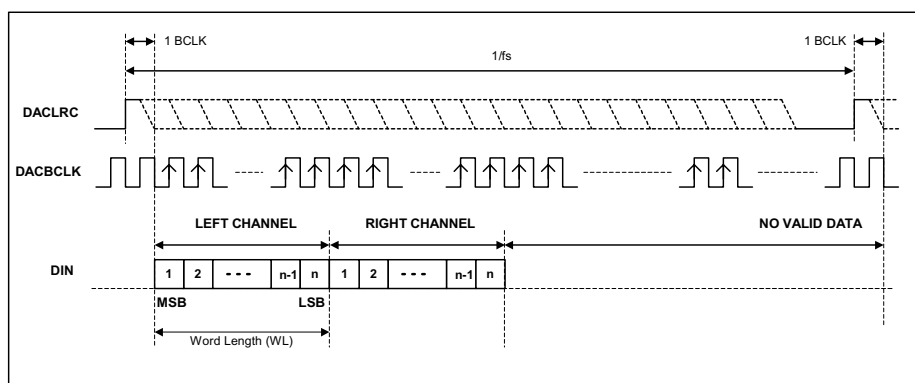 1 BCLK 1 BCLK
1/fs
DACLRC
DACBCLK
LEFT CHANNEL RIGHT CHANNEL NO VALID DATA
DIN 1 2 - - - n-1 n 1 2 - - - n-1 n
MSB LSB
Word Length (WL)